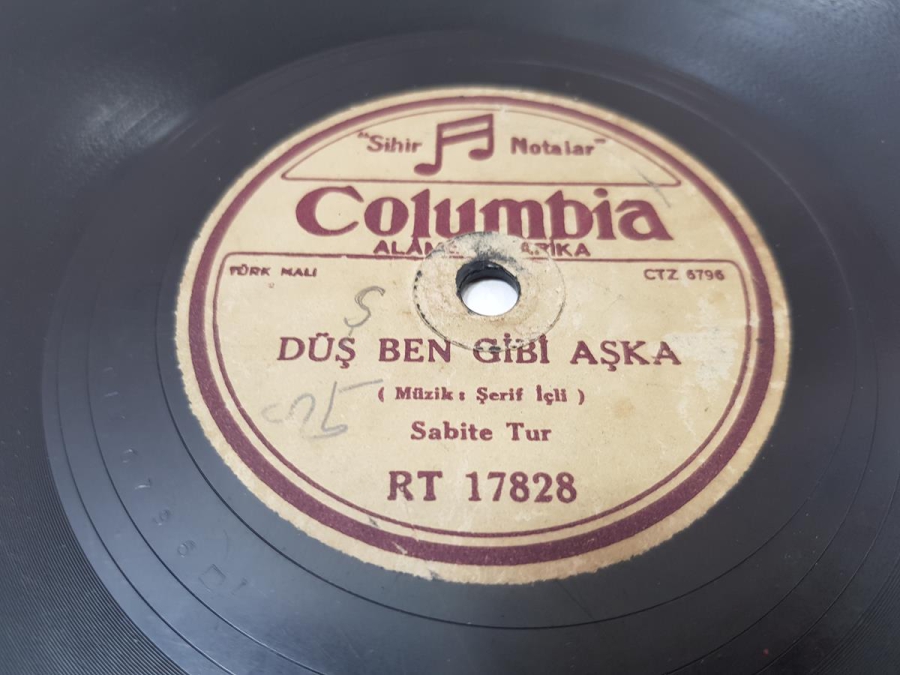 "Sihir Notalar"
Columbia
TÜRK MALI
CTZ 6796
DÜŞ BEN GİBİ AŞKA
( Müzik : Şerif İçli )
Sabite Tur
RT 17828